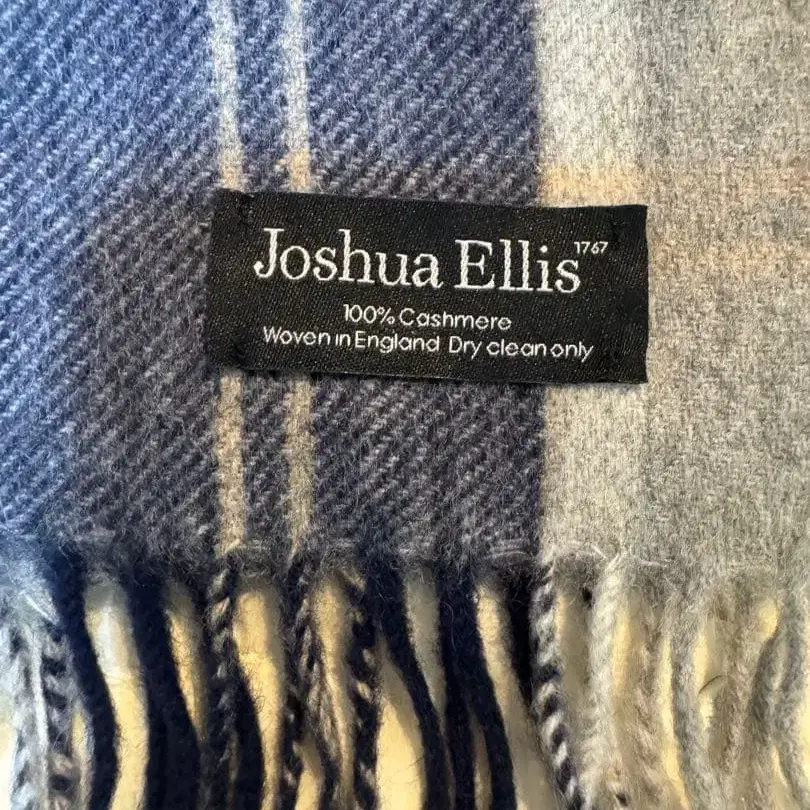 Joshua Ellis 1767
100% Cashmere
Woven in England Dry clean only